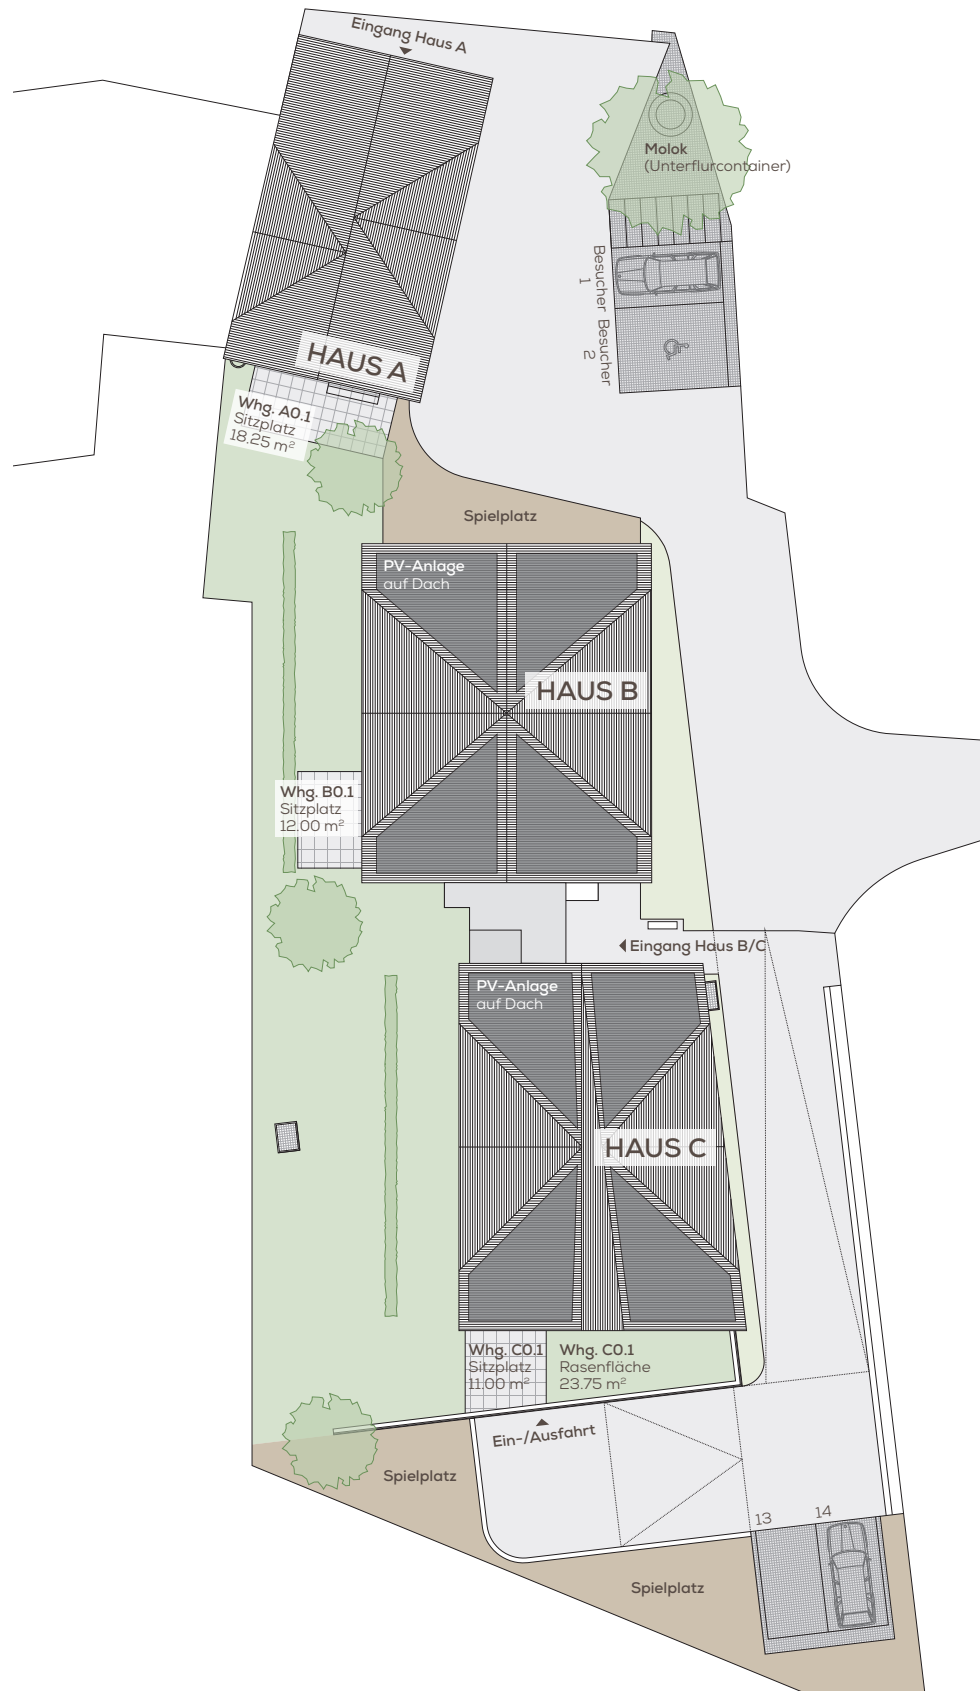 Eingang Haus A
Molok
(Unterflurcontainer)
Besucher
1
Besucher
2
HAUS A
Whg. A0.1
Sitzplatz
18.25 m²
Spielplatz
PV-Anlage
auf Dach
HAUS B
Whg. B0.1
Sitzplatz
12.00 m²
Eingang Haus B/C
PV-Anlage
auf Dach
HAUS C
Whg. C0.1
Sitzplatz
11.00 m²
Whg. C0.1
Rasenfläche
23.75 m²
Ein-/Ausfahrt
Spielplatz
13
14
Spielplatz